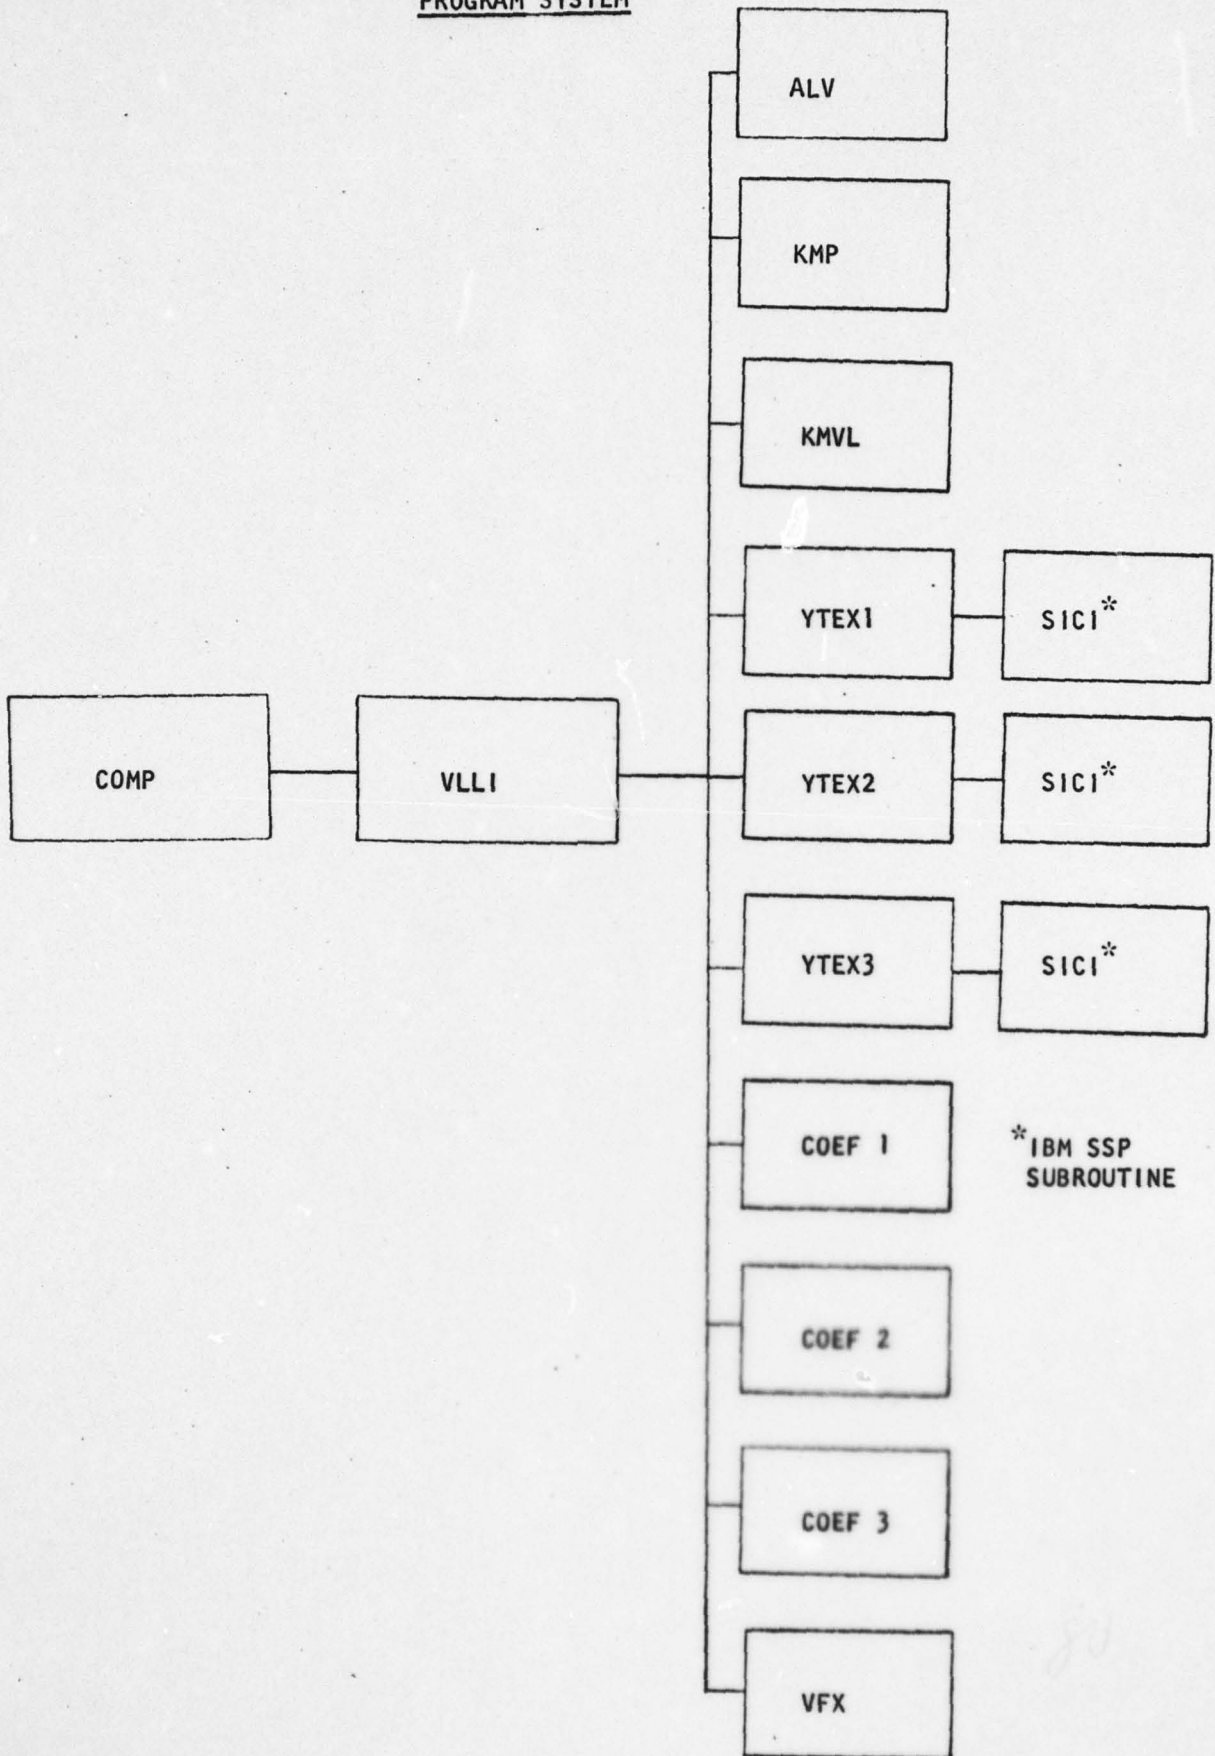 PROGRAM SYSTEM
ALV
KMP
KMVL
YTEX1
SICI*
COMP
VLLI
YTEX2
SICI*
YTEX3
SICI*
COEF 1
*IBM SSP
SUBROUTINE
COEF 2
COEF 3
VFX